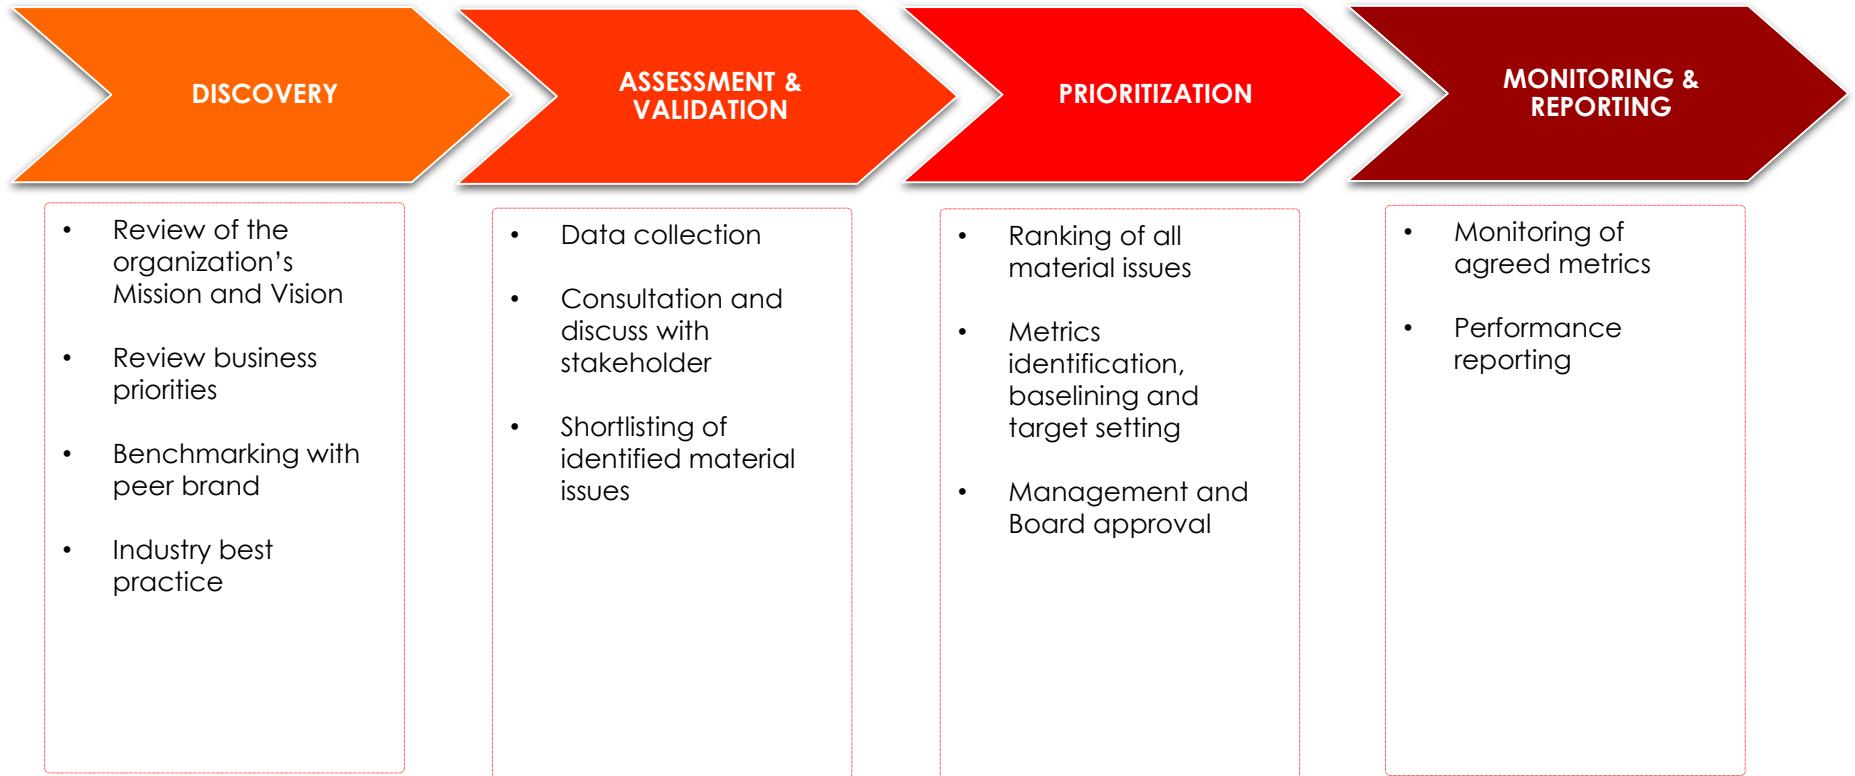 DISCOVERY
• Review of the
organization’s
Mission and Vision
• Review business
priorities
• Benchmarking with
peer brand
• Industry best
practice
ASSESSMENT &
VALIDATION
• Data collection
• Consultation and
discuss with
stakeholder
• Shortlisting of
identified material
issues
PRIORITIZATION
• Ranking of all
material issues
• Metrics
identification,
baselining and
target setting
• Management and
Board approval
MONITORING &
REPORTING
• Monitoring of
agreed metrics
• Performance
reporting